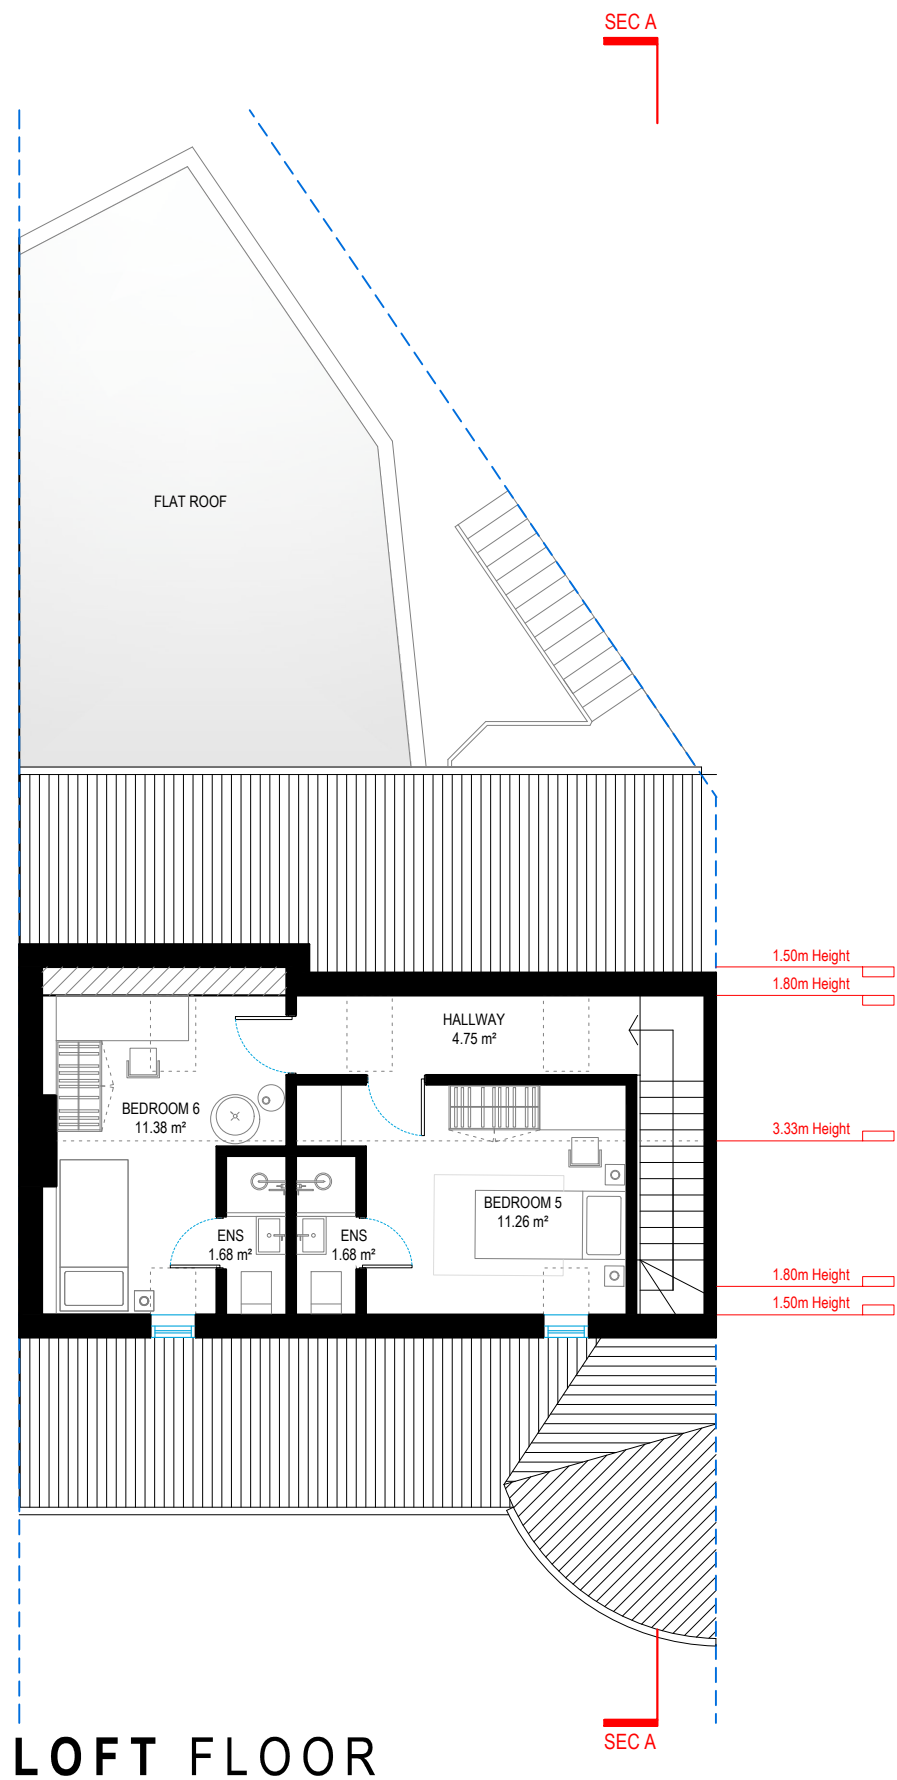 SEC A
FLAT ROOF
1.50m Height
1.80m Height
HALLWAY
4.75 m²
BEDROOM 6
11.38 m²
3.33m Height
BEDROOM 5
11.26 m²
ENS
1.68 m²
ENS
1.68 m²
1.80m Height
1.50m Height
SEC A
LOFT FLOOR